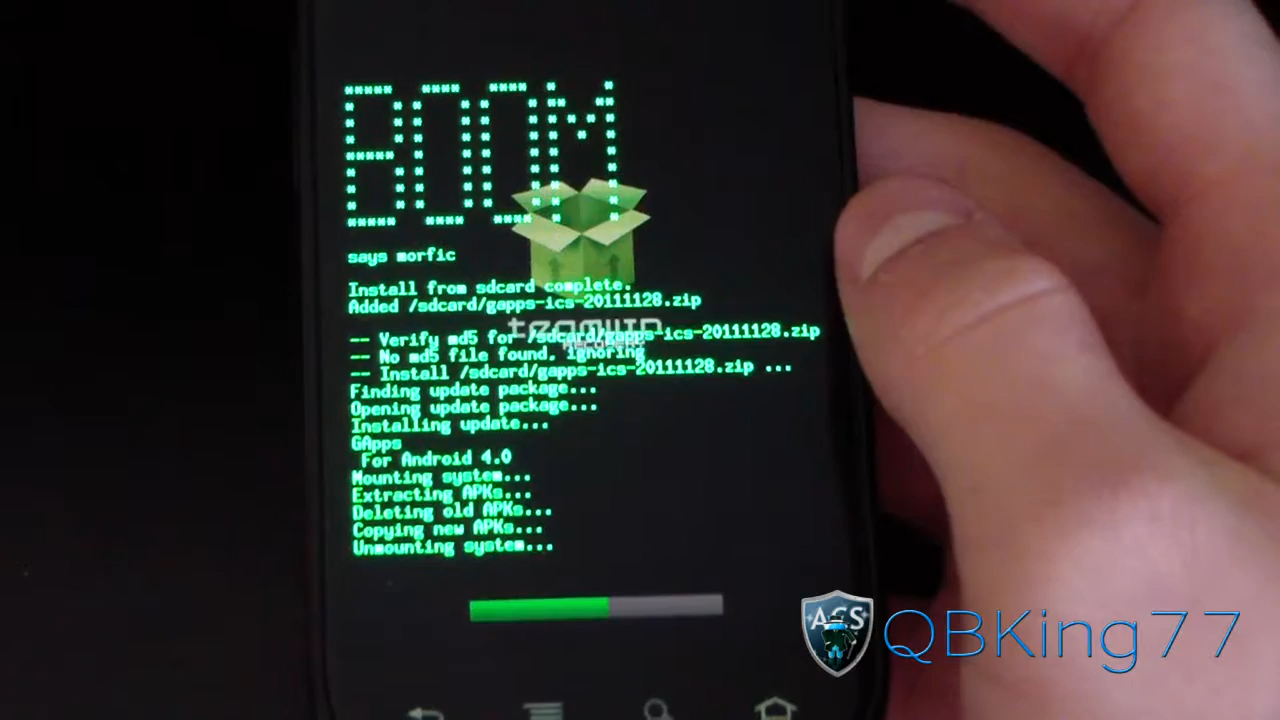 BOOM
says morfic
Install from sdcard complete.
Added /sdcard/gapps-ics-20111128.zip
teamwin
RECOVERY
-- Verify md5 for /sdcard/gapps-ics-20111128.zip
-- No md5 file found, ignoring
-- Install /sdcard/gapps-ics-20111128.zip ...
Finding update package...
Opening update package...
Installing update...
GApps
For Android 4.0
Mounting system...
Extracting APKs...
Deleting old APKs...
Copying new APKs...
Unmounting system...
ACS
QBKing77